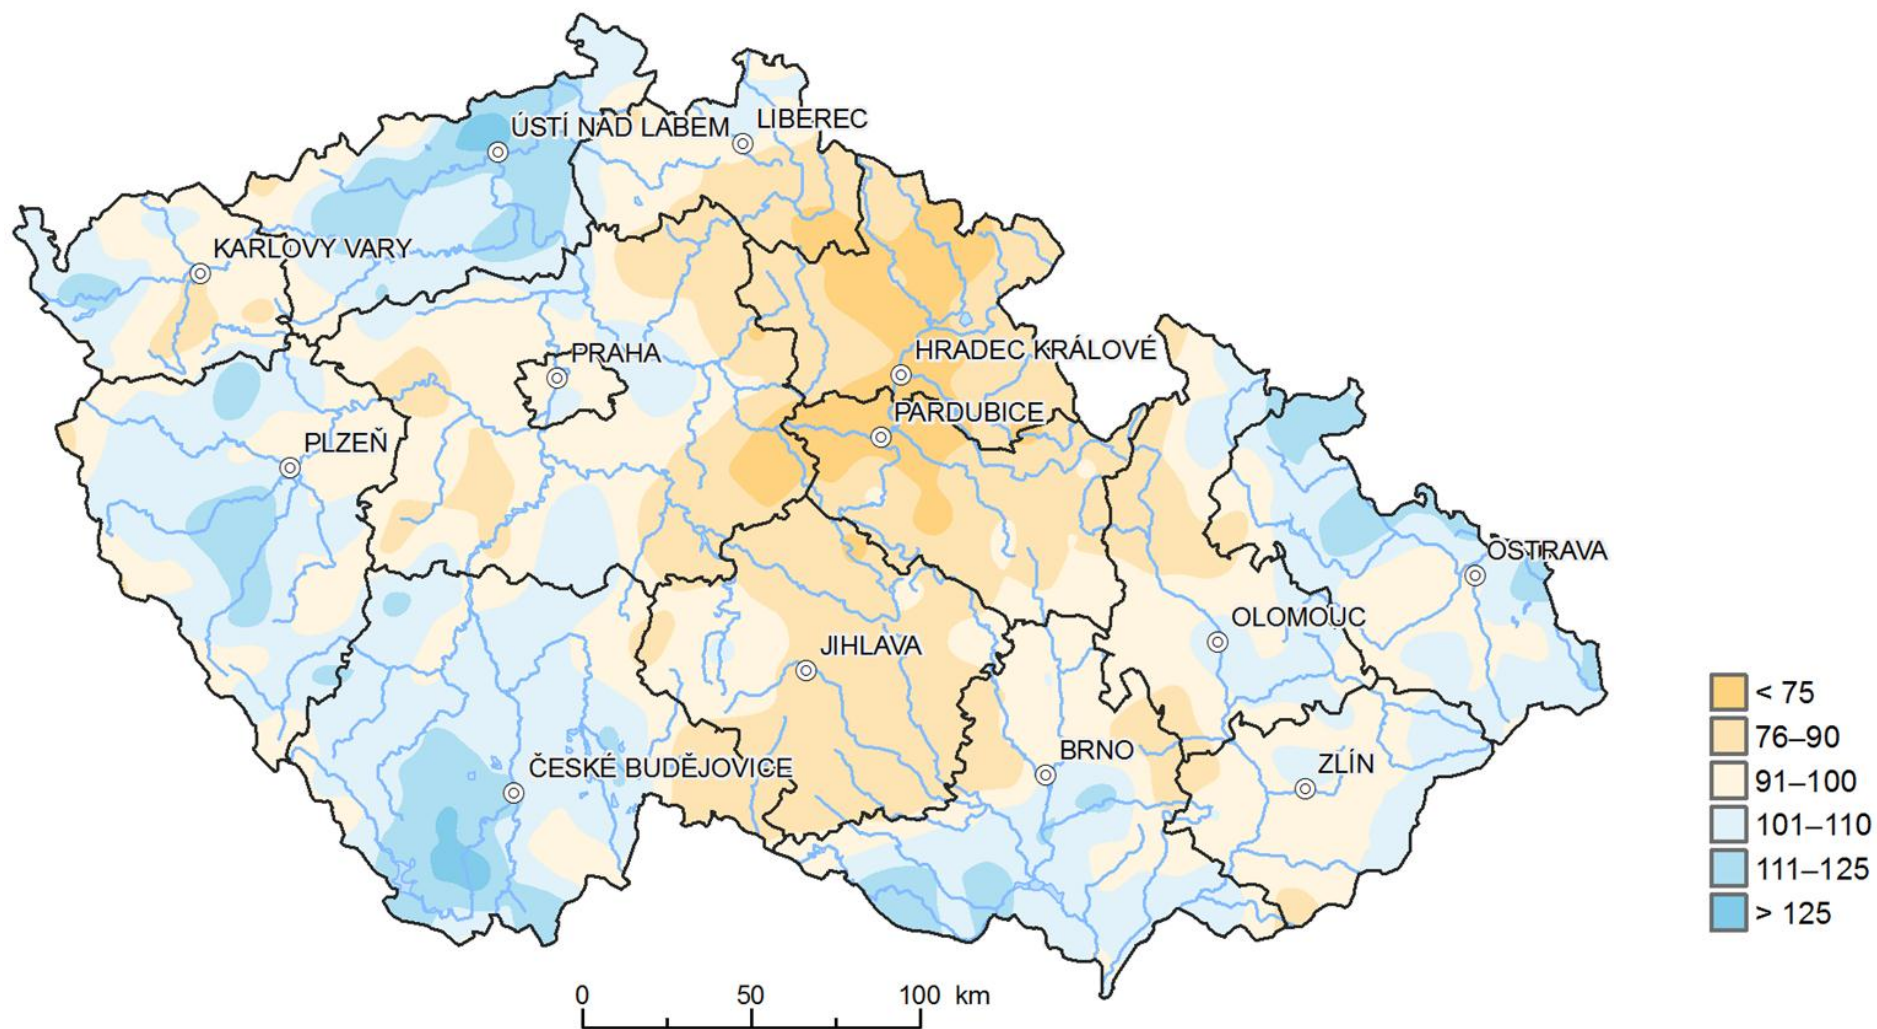 ÚSTÍ NAD LABEM
LIBEREC
KARLOVY VARY
PRAHA
HRADEC KRÁLOVÉ
PARDUBICE
PLZEŇ
OSTRAVA
OLOMOUC
JIHLAVA
ČESKÉ BUDĚJOVICE
BRNO
ZLÍN
< 75
76–90
91–100
101–110
111–125
> 125
0 50 100 km